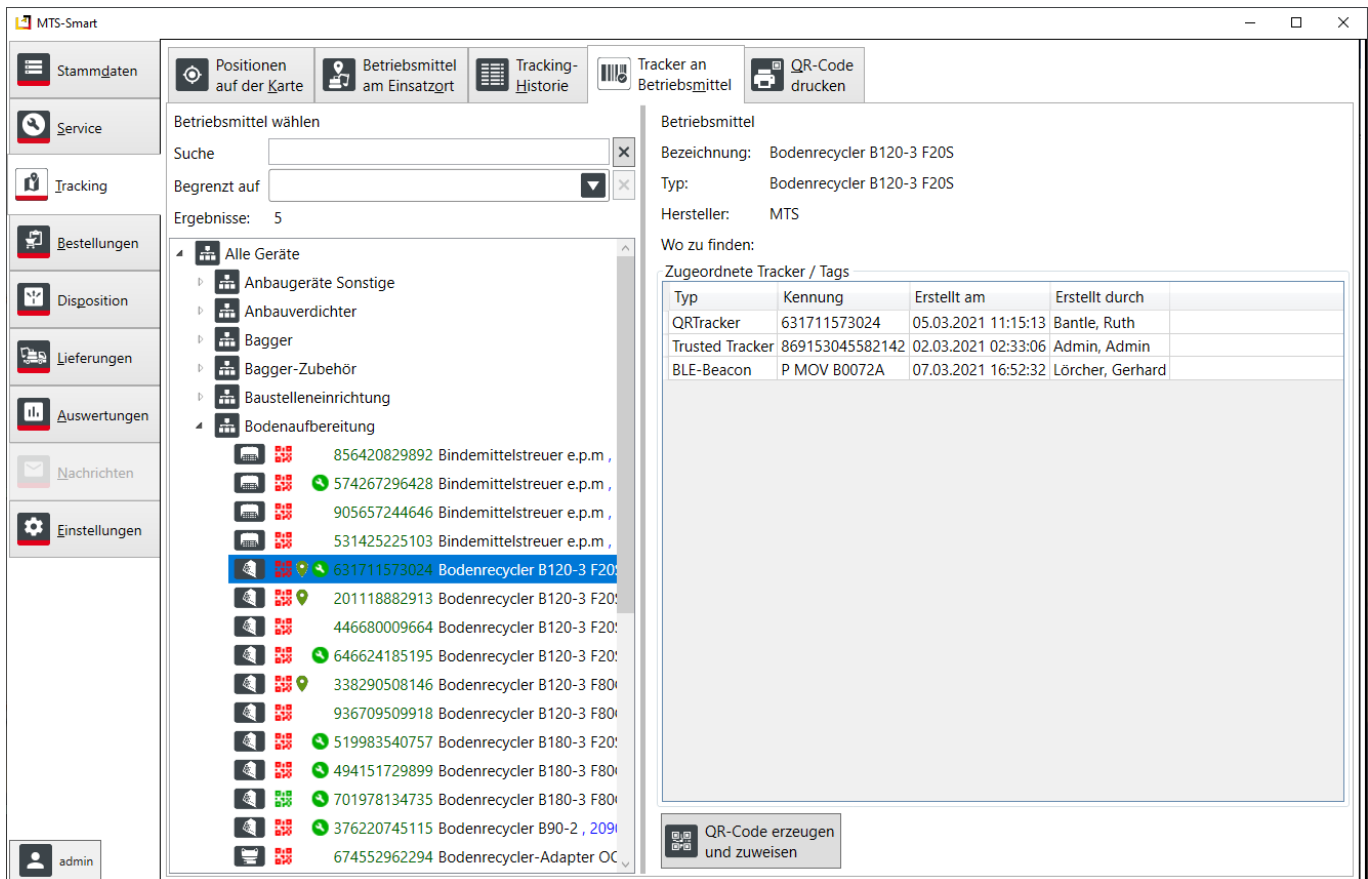 MTS-Smart
Stammdaten
Service
Tracking
Bestellungen
Disposition
Lieferungen
Auswertungen
Nachrichten
Einstellungen
admin
Positionen
auf der Karte
Betriebsmittel
am Einsatzort
Tracking-
Historie
Tracker an
Betriebsmittel
QR-Code
drucken
Betriebsmittel wählen
Suche
Begrenzt auf
Ergebnisse: 5
Alle Geräte
Anbaugeräte Sonstige
Anbauverdichter
Bagger
Bagger-Zubehör
Baustelleneinrichtung
Bodenaufbereitung
856420829892 Bindemittelstreuer e.p.m ,
574267296428 Bindemittelstreuer e.p.m ,
905657244646 Bindemittelstreuer e.p.m ,
531425225103 Bindemittelstreuer e.p.m ,
631711573024 Bodenrecycler B120-3 F20S
201118882913 Bodenrecycler B120-3 F20S
446680009664 Bodenrecycler B120-3 F20S
646624185195 Bodenrecycler B120-3 F20S
338290508146 Bodenrecycler B120-3 F80
936709509918 Bodenrecycler B120-3 F80
519983540757 Bodenrecycler B180-3 F20S
494151729899 Bodenrecycler B180-3 F80
701978134735 Bodenrecycler B180-3 F80
376220745115 Bodenrecycler B90-2 , 209
674552962294 Bodenrecycler-Adapter OC
Betriebsmittel
Bezeichnung: Bodenrecycler B120-3 F20S
Typ: Bodenrecycler B120-3 F20S
Hersteller: MTS
Wo zu finden:
Zugeordnete Tracker / Tags
Typ Kennung Erstellt am Erstellt durch
QRTracker 631711573024 05.03.2021 11:15:13 Bantle, Ruth
Trusted Tracker 869153045582142 02.03.2021 02:33:06 Admin, Admin
BLE-Beacon P MOV B0072A 07.03.2021 16:52:32 Lörcher, Gerhard
QR-Code erzeugen
und zuweisen